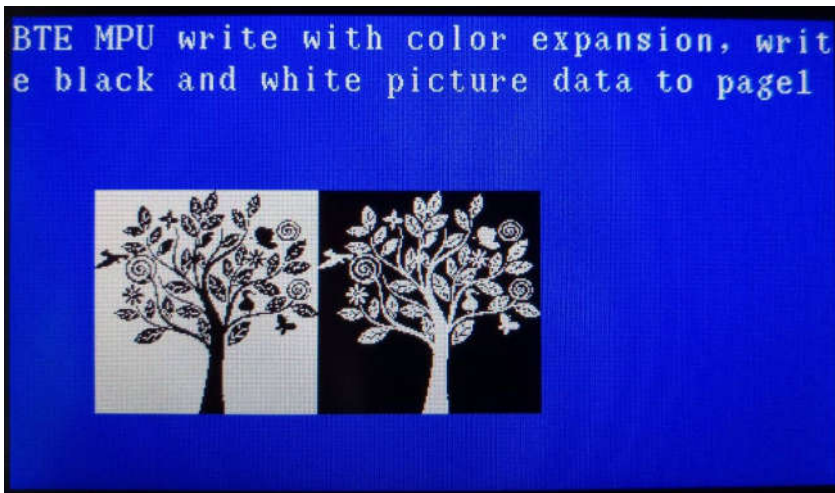 BTE MPU write with color expansion, writ
e black and white picture data to page1